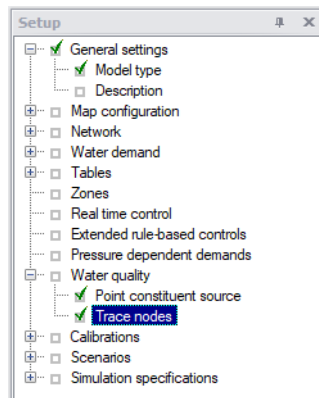 Setup
General settings
Model type
Description
Map configuration
Network
Water demand
Tables
Zones
Real time control
Extended rule-based controls
Pressure dependent demands
Water quality
Point constituent source
Trace nodes
Calibrations
Scenarios
Simulation specifications